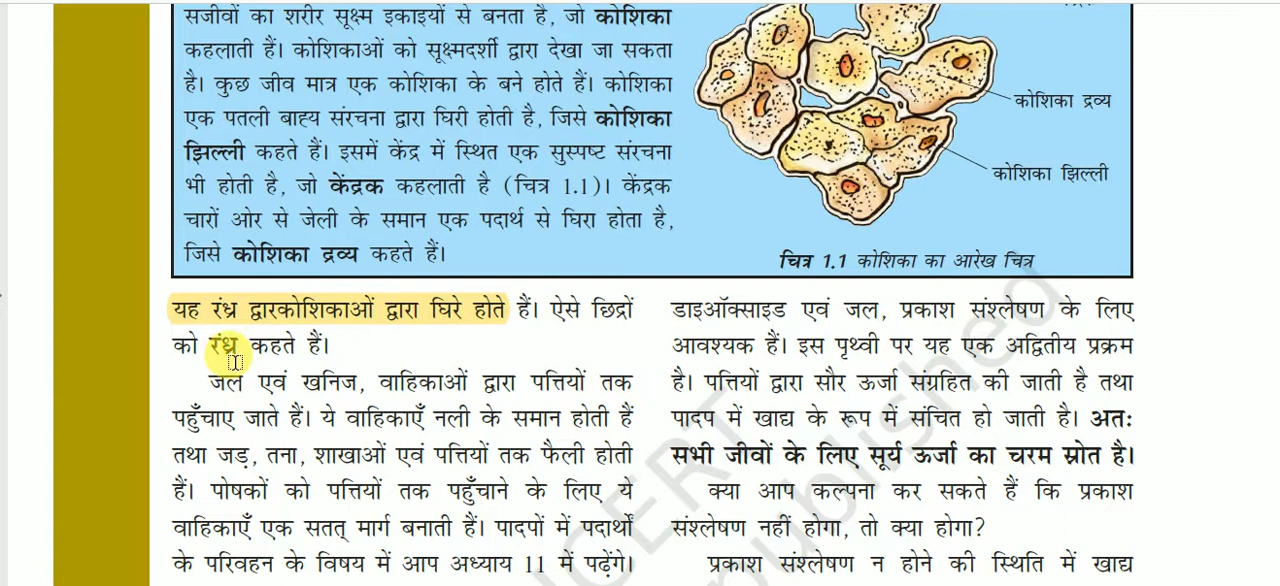 सजीवों का शरीर सूक्ष्म इकाइयों से बनता है, जो कोशिका
कहलाती हैं। कोशिकाओं को सूक्ष्मदर्शी द्वारा देखा जा सकता
है। कुछ जीव मात्र एक कोशिका के बने होते हैं। कोशिका
एक पतली बाह्य संरचना द्वारा घिरी होती है, जिसे कोशिका
झिल्ली कहते हैं। इसमें केंद्र में स्थित एक सुस्पष्ट संरचना
भी होती है, जो केंद्रक कहलाती है (चित्र 1.1)। केंद्रक
चारों ओर से जेली के समान एक पदार्थ से घिरा होता है,
जिसे कोशिका द्रव्य कहते हैं।
कोशिका द्रव्य
कोशिका झिल्ली
चित्र 1.1 कोशिका का आरेख चित्र
यह रंध्र द्वारकोशिकाओं द्वारा घिरे होते हैं। ऐसे छिद्रों
को रंध्र कहते हैं।
जल एवं खनिज, वाहिकाओं द्वारा पत्तियों तक
पहुँचाए जाते हैं। ये वाहिकाएँ नली के समान होती हैं
तथा जड़, तना, शाखाओं एवं पत्तियों तक फैली होती
हैं। पोषकों को पत्तियों तक पहुँचाने के लिए ये
वाहिकाएँ एक सतत् मार्ग बनाती हैं। पादपों में पदार्थों
के परिवहन के विषय में आप अध्याय 11 में पढ़ेंगे।
डाइऑक्साइड एवं जल, प्रकाश संश्लेषण के लिए
आवश्यक हैं। इस पृथ्वी पर यह एक अद्वितीय प्रक्रम
है। पत्तियों द्वारा सौर ऊर्जा संग्रहित की जाती है तथा
पादप में खाद्य के रूप में संचित हो जाती है। अतः
सभी जीवों के लिए सूर्य ऊर्जा का चरम स्रोत है।
क्या आप कल्पना कर सकते हैं कि प्रकाश
संश्लेषण नहीं होगा, तो क्या होगा?
प्रकाश संश्लेषण न होने की स्थिति में खाद्य
NCERT
published